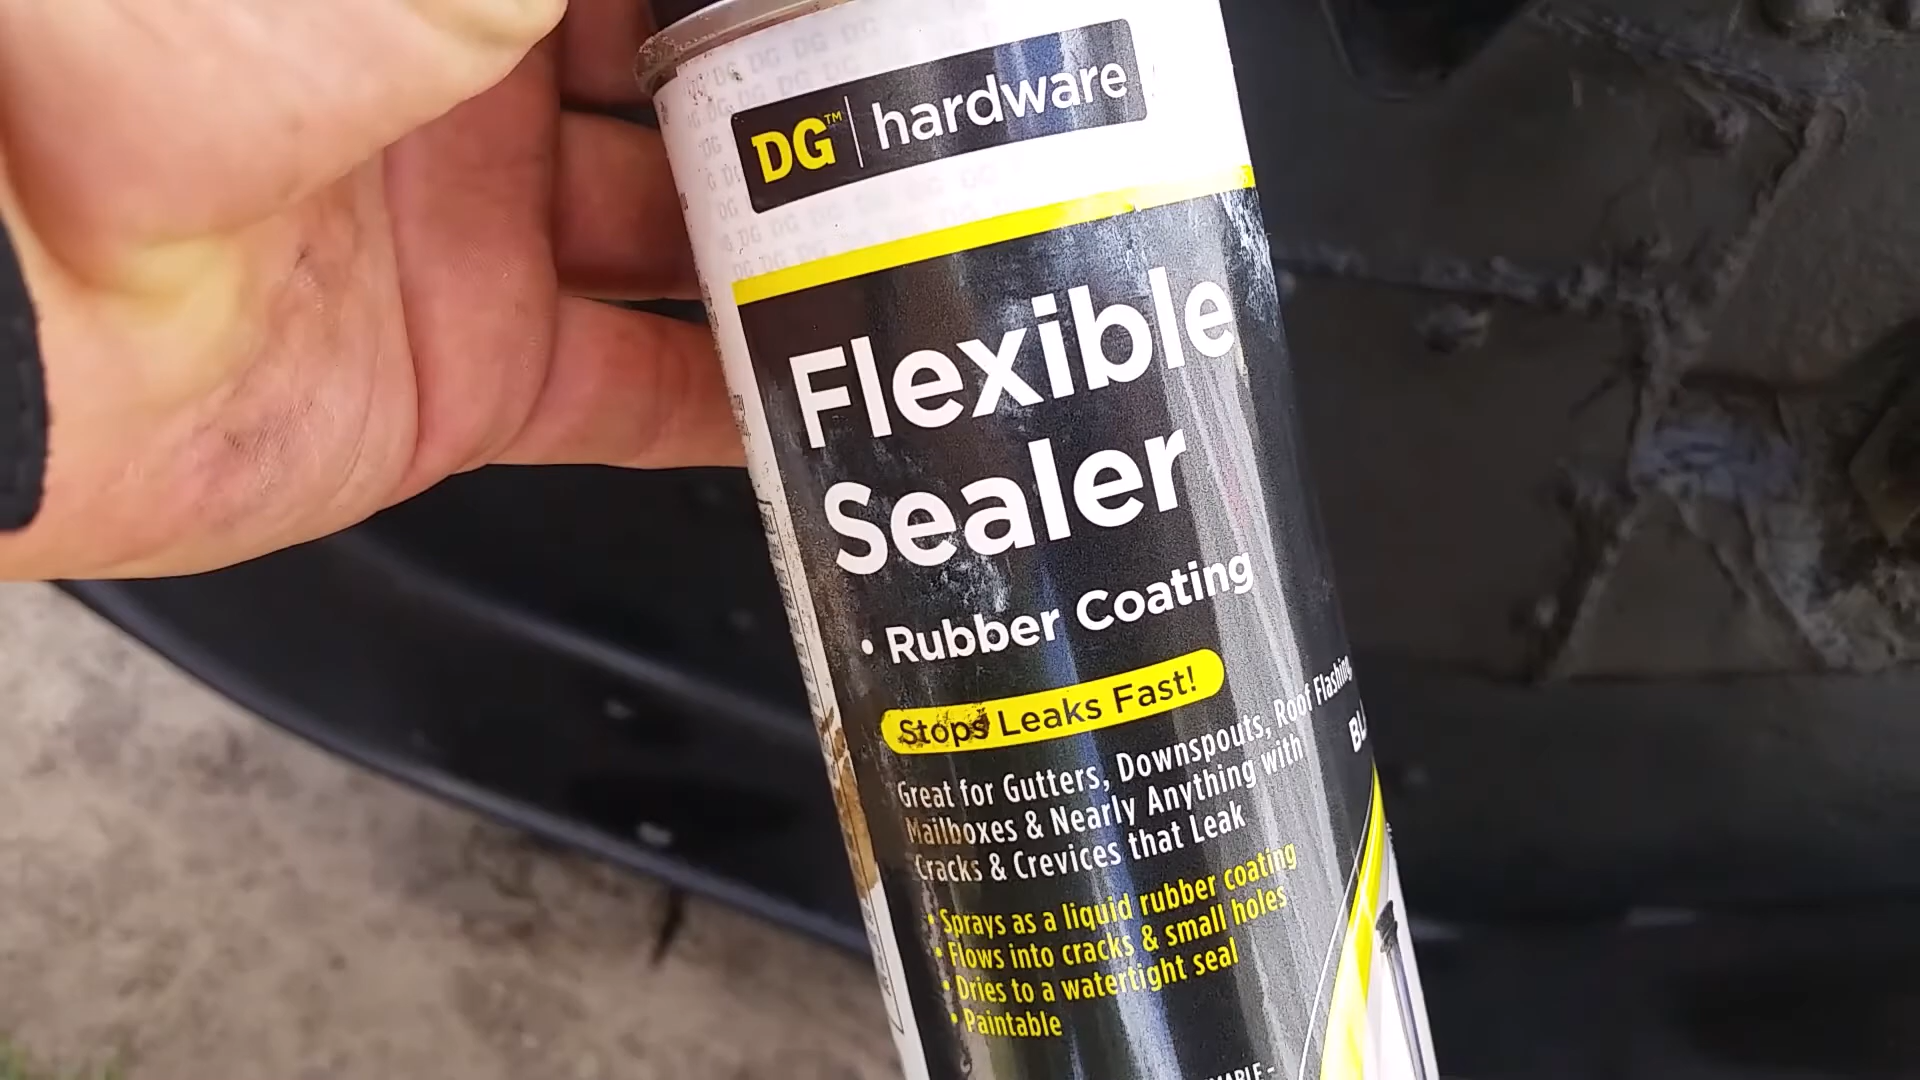 DG™ | hardware
Flexible
Sealer
• Rubber Coating
Stops Leaks Fast!
Great for Gutters, Downspouts, Roof Flashing,
Mailboxes & Nearly Anything with
Cracks & Crevices that Leak
• Sprays as a liquid rubber coating
• Flows into cracks & small holes
• Dries to a watertight seal
• Paintable